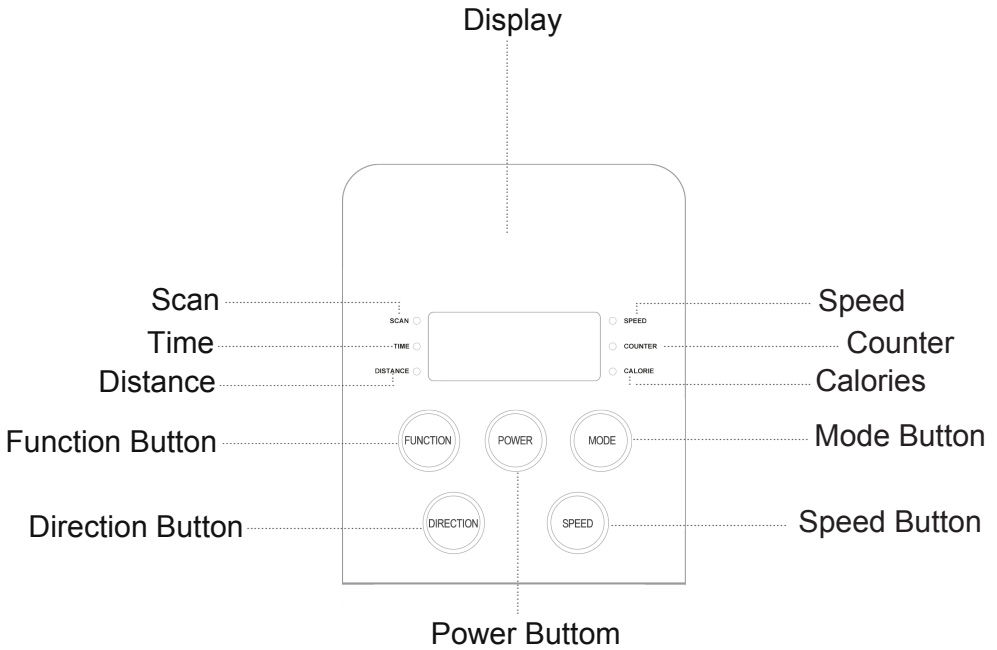 Display
Scan
Speed
SCAN
SPEED
Time
TIME
COUNTER
Counter
Distance
DISTANCE
CALORIE
Calories
Function Button
FUNCTION
POWER
MODE
Mode Button
Direction Button
DIRECTION
SPEED
Speed Button
Power Buttom